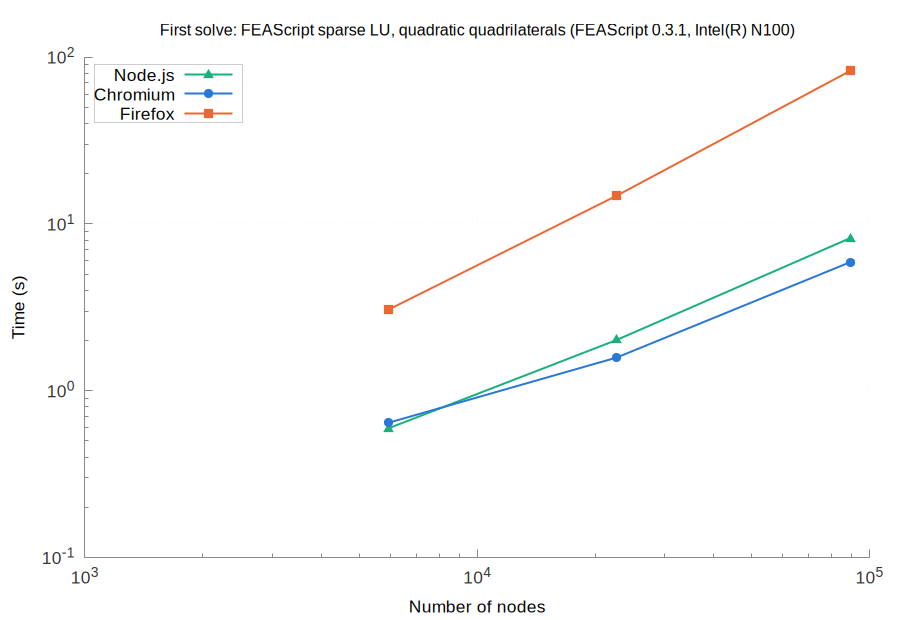 First solve: FEAScript sparse LU, quadratic quadrilaterals (FEAScript 0.3.1, Intel(R) N100)
10^2
Node.js
Chromium
Firefox
10^1
Time (s)
10^0
10^-1
10^3
10^4
10^5
Number of nodes